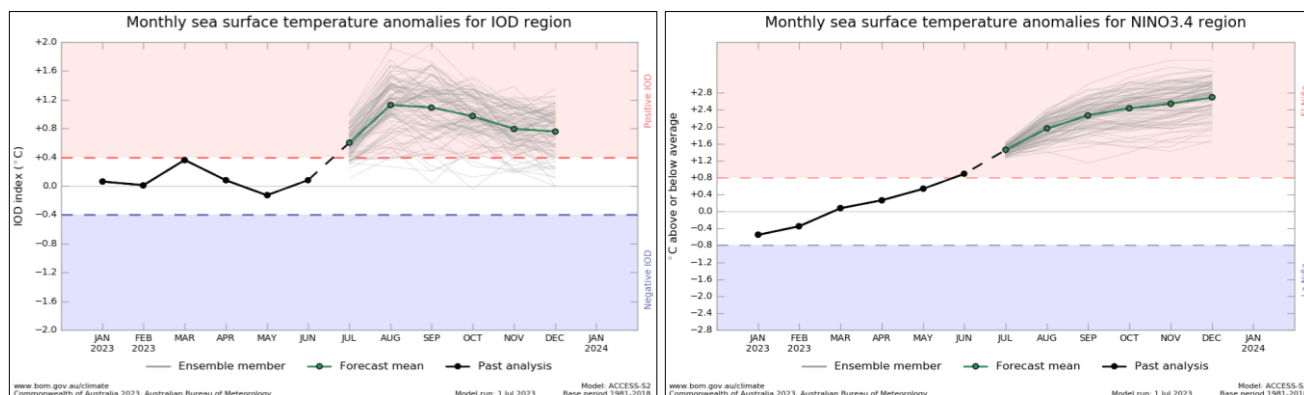 Monthly sea surface temperature anomalies for IOD region
+2.0
+1.6
+1.2
+0.8
+0.4
0.0
−0.4
−0.8
−1.2
−1.6
−2.0
IOD index (°C)
Positive IOD
Negative IOD
JAN FEB MAR APR MAY JUN JUL AUG SEP OCT NOV DEC JAN
2023 2023 2024
Ensemble member Forecast mean Past analysis
www.bom.gov.au/climate Model: ACCESS-S2
Commonwealth of Australia 2023, Australian Bureau of Meteorology Model run: 1 Jul 2023 Base period 1981-2018
Monthly sea surface temperature anomalies for NINO3.4 region
+2.8
+2.4
+2.0
+1.6
+1.2
+0.8
+0.4
0.0
−0.4
−0.8
−1.2
−1.6
−2.0
−2.4
−2.8
°C above or below average
JAN FEB MAR APR MAY JUN JUL AUG SEP OCT NOV DEC JAN
2023 2023 2024
Ensemble member Forecast mean Past analysis
www.bom.gov.au/climate Model: ACCESS-S
Commonwealth of Australia 2023, Australian Bureau of Meteorology Model run: 1 Jul 2023 Base period 1981-2018